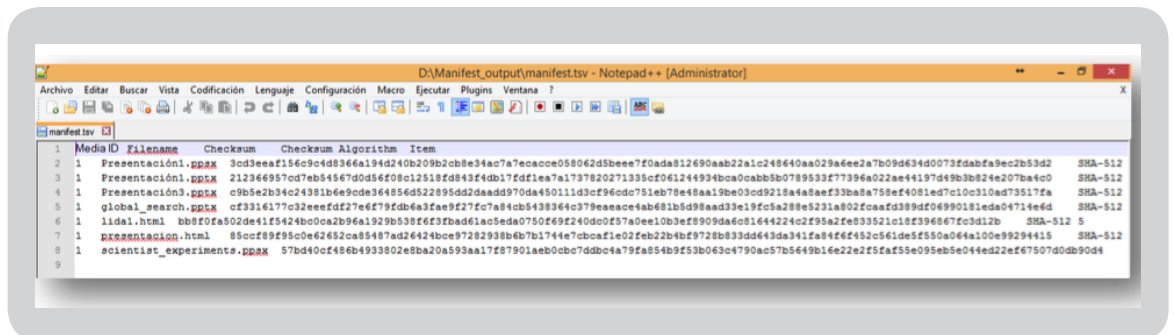 D:\Manifest_output\manifest.tsv - Notepad++ [Administrator]
Archivo Editar Buscar Vista Codificación Lenguaje Configuración Macro Ejecutar Plugins Ventana ? X
manifest.tsv
1 Media ID Filename Checksum Checksum Algorithm Item
2 1 Presentación1.ppsx 3cd3eeaf156c9c4d8366a194d240b209b2cb8e34ac7a7ecacce058062d5beee7f0ada812690aab22a1c248640aa029a6ee2a7b09d634d0073fdabfa9ec2b53d2 SHA-512
3 1 Presentación1.pptx 212366957cd7eb54567d0d56f08c12518fd843f4db17fdf1ea7a1737820271335cf061244934bca0cabb5b0789533f77396a022ae44197d49b3b824e207ba4c0 SHA-512
4 1 Presentación3.pptx c9b5e2b34c24381b6e9cde364856d522895dd2daadd970da450111d3cf96cdc751eb78e48aa19be03cd9218a4a8aef33ba8a758ef4081ed7c10c310ad73517fa SHA-512
5 1 global_search.pptx cf3316177c32eeefdf27e6f79fdb6a3fae9f27fc7a84cb5438364c379eaeace4ab681b5d98aad33e19fc5a288e5231a802fcaafd389df06990181eda04714e6d SHA-512
6 1 lida1.html bb8f0fa502de41f5424bc0ca2b96a1929b538f6f3fbad61ac5eda0750f69f240dc0f57a0ee10b3ef8909da6c81644224c2f95a2fe833521c18f396867fc3d12b SHA-512 5
7 1 presentacion.html 85ccf89f95c0e62652ca85487ad26424bce97282938b6b7b1744e7cbcaf1e02feb22b4bf9728b833dd643da341fa84f6f452c561de5f550a064a100e99294415 SHA-512
8 1 scientist_experiments.ppsx 57bd40cf486b4933802e8ba20a593aa17f87901aeb0cbc7ddbc4a79fa854b9f53b063c4790ac57b5649b16e22e2f5faf55e095eb5e044ed22ef67507d0db90d4
9